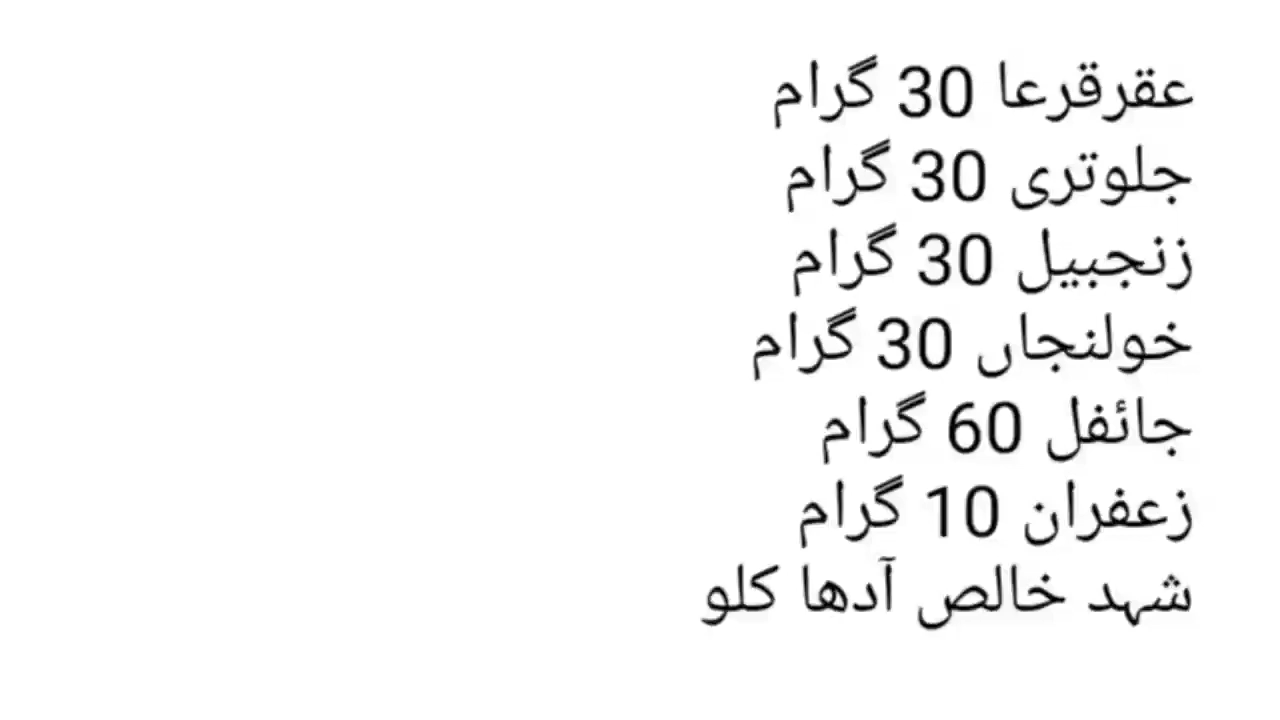 عقرقرعا 30 گرام
جلوتری 30 گرام
زنجبیل 30 گرام
خولنجاں 30 گرام
جائفل 60 گرام
زعفران 10 گرام
شہد خالص آدھا کلو